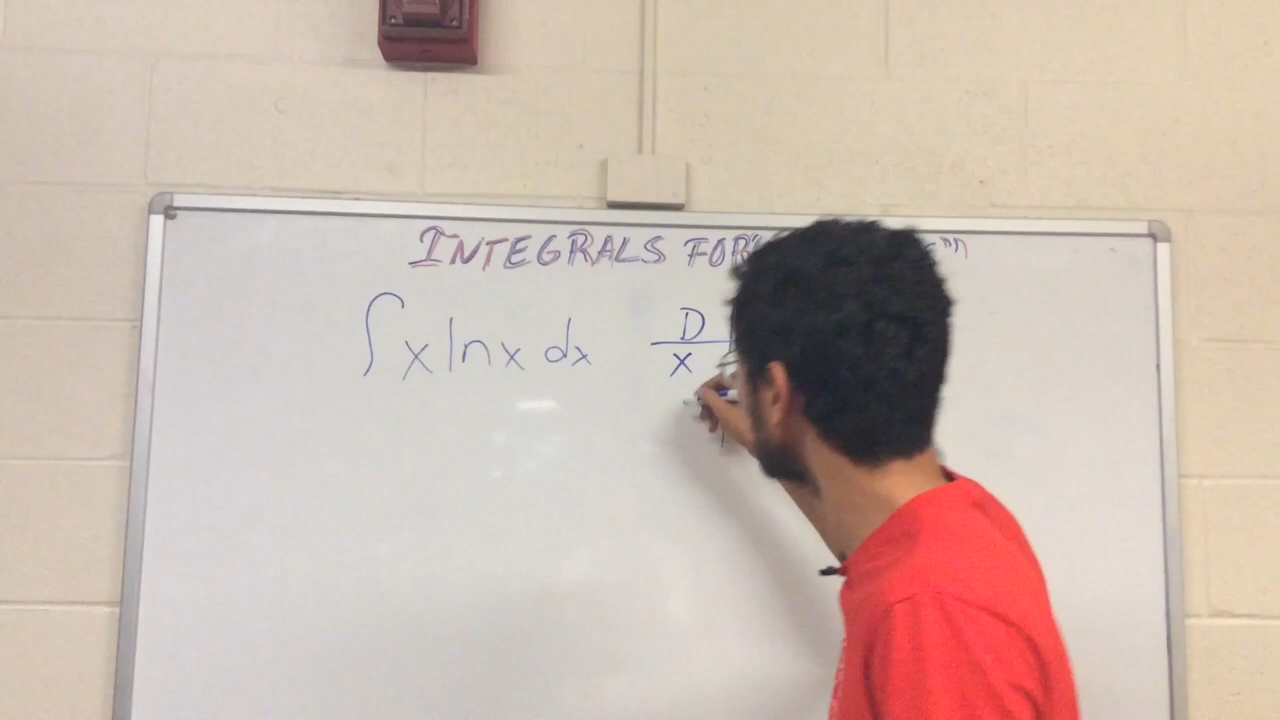 INTEGRALS FOR
∫x ln x dx
D
x